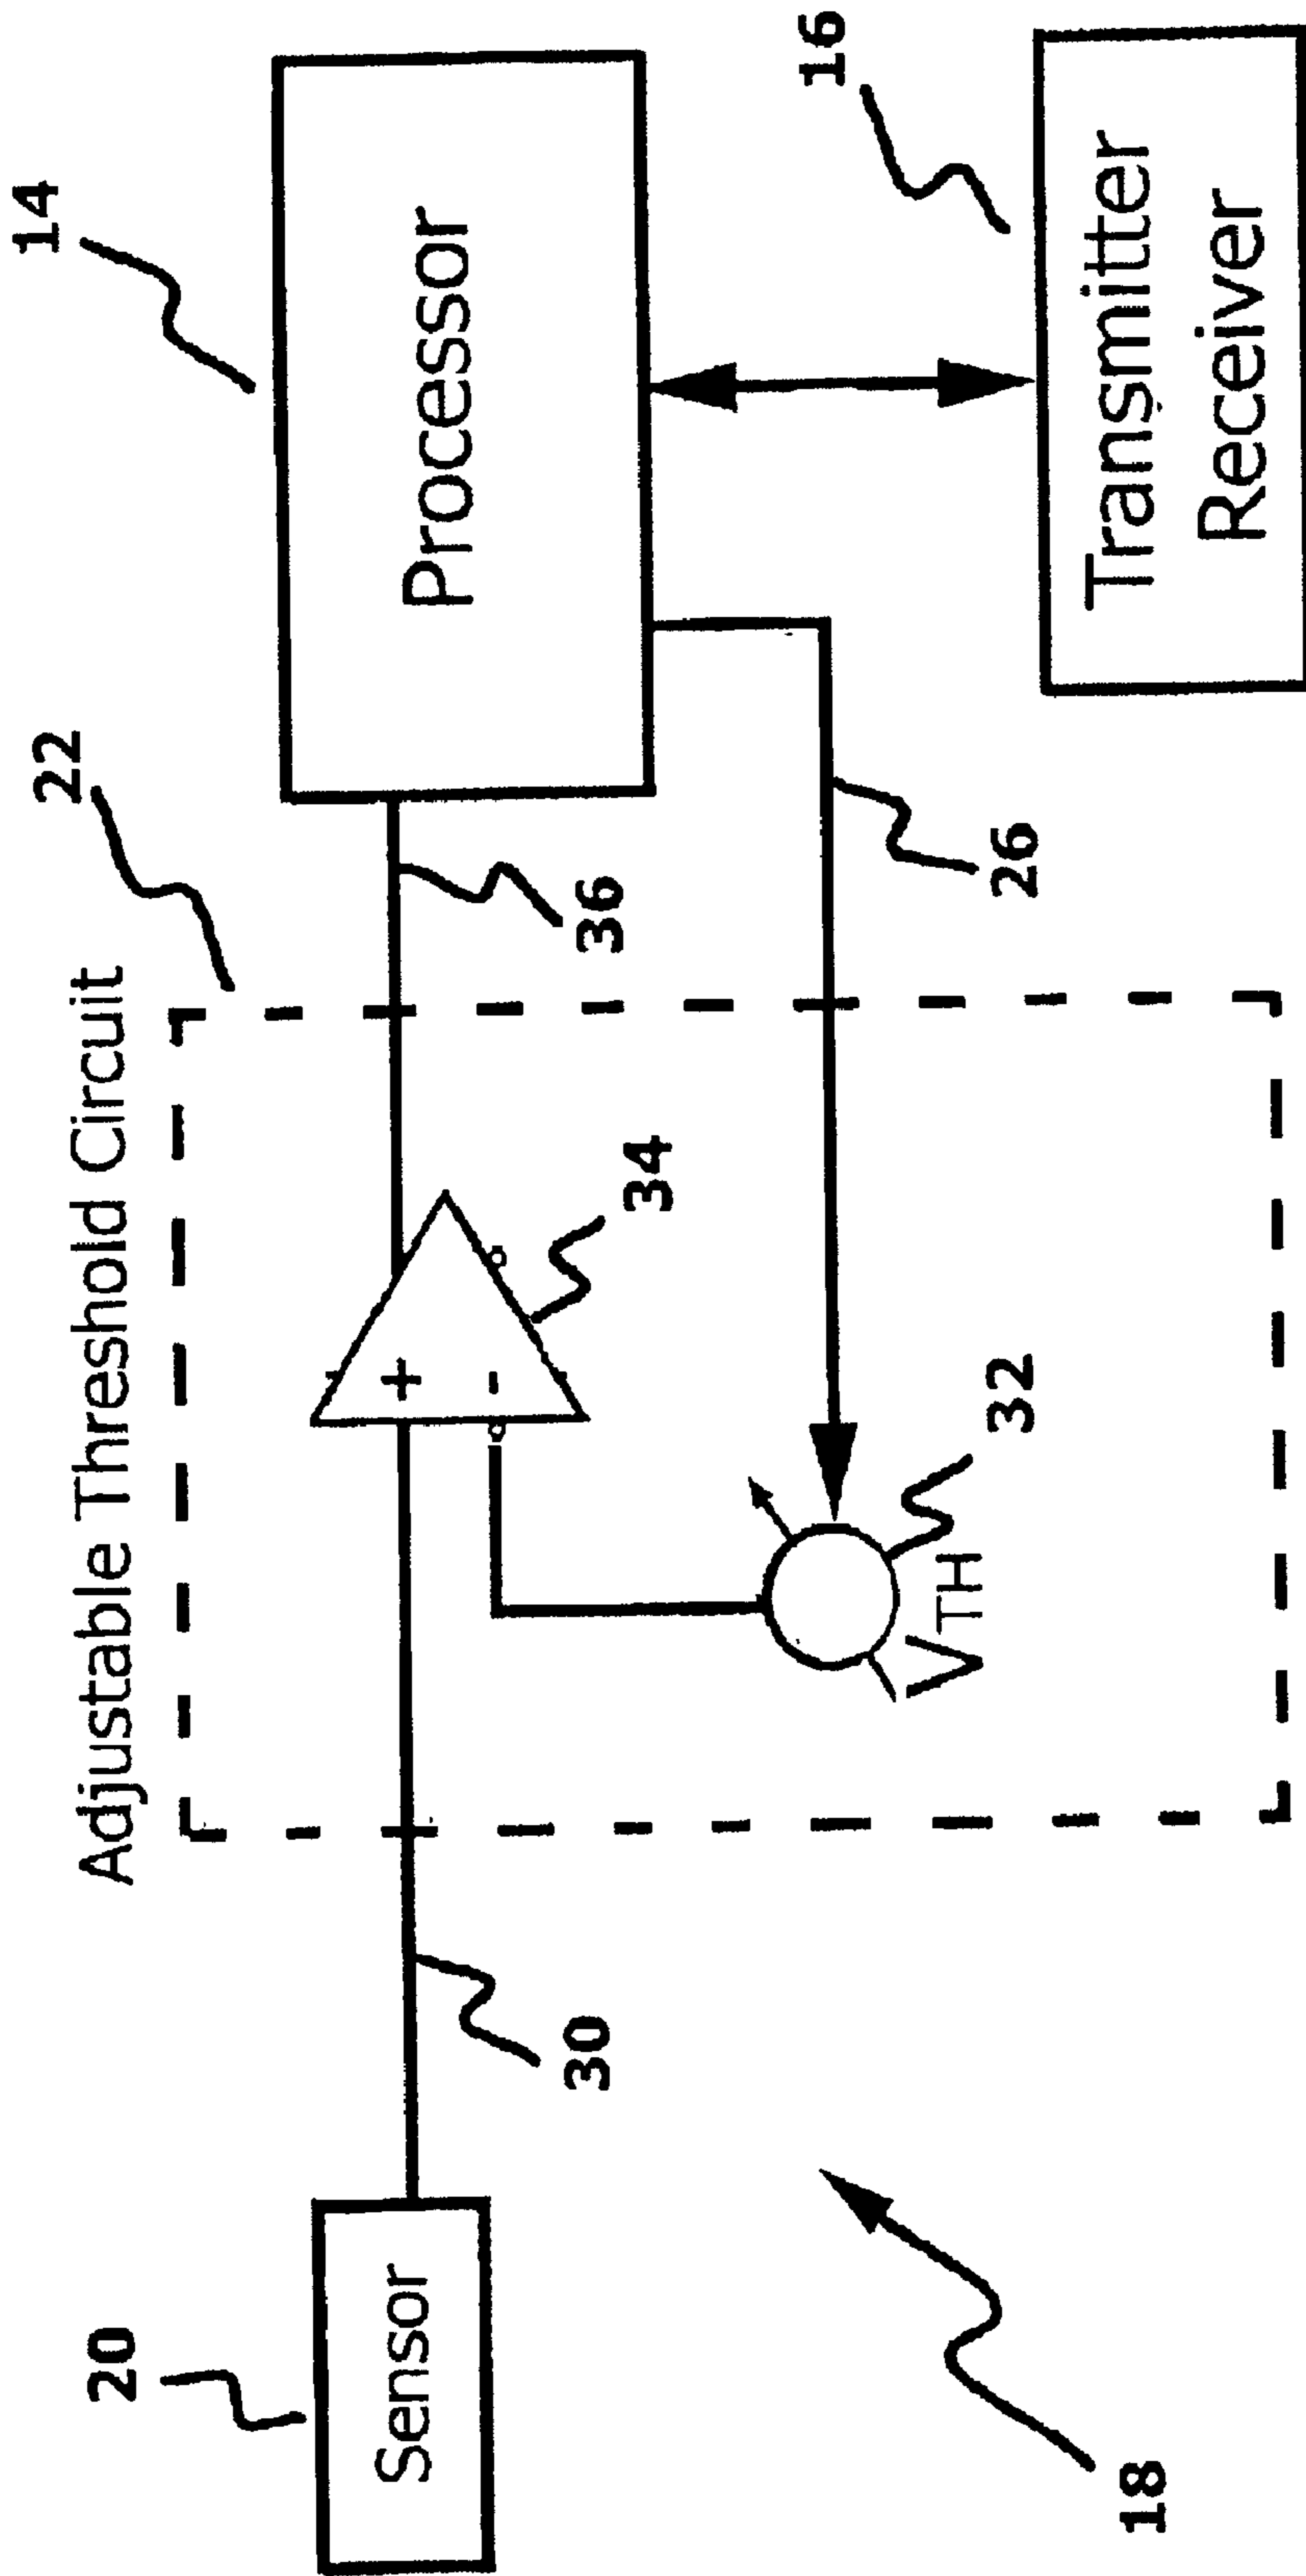 Adjustable Threshold Circuit
22
14
20
Sensor
30
+
-
34
36
Processor
VTH
32
26
16
Transmitter
Receiver
18